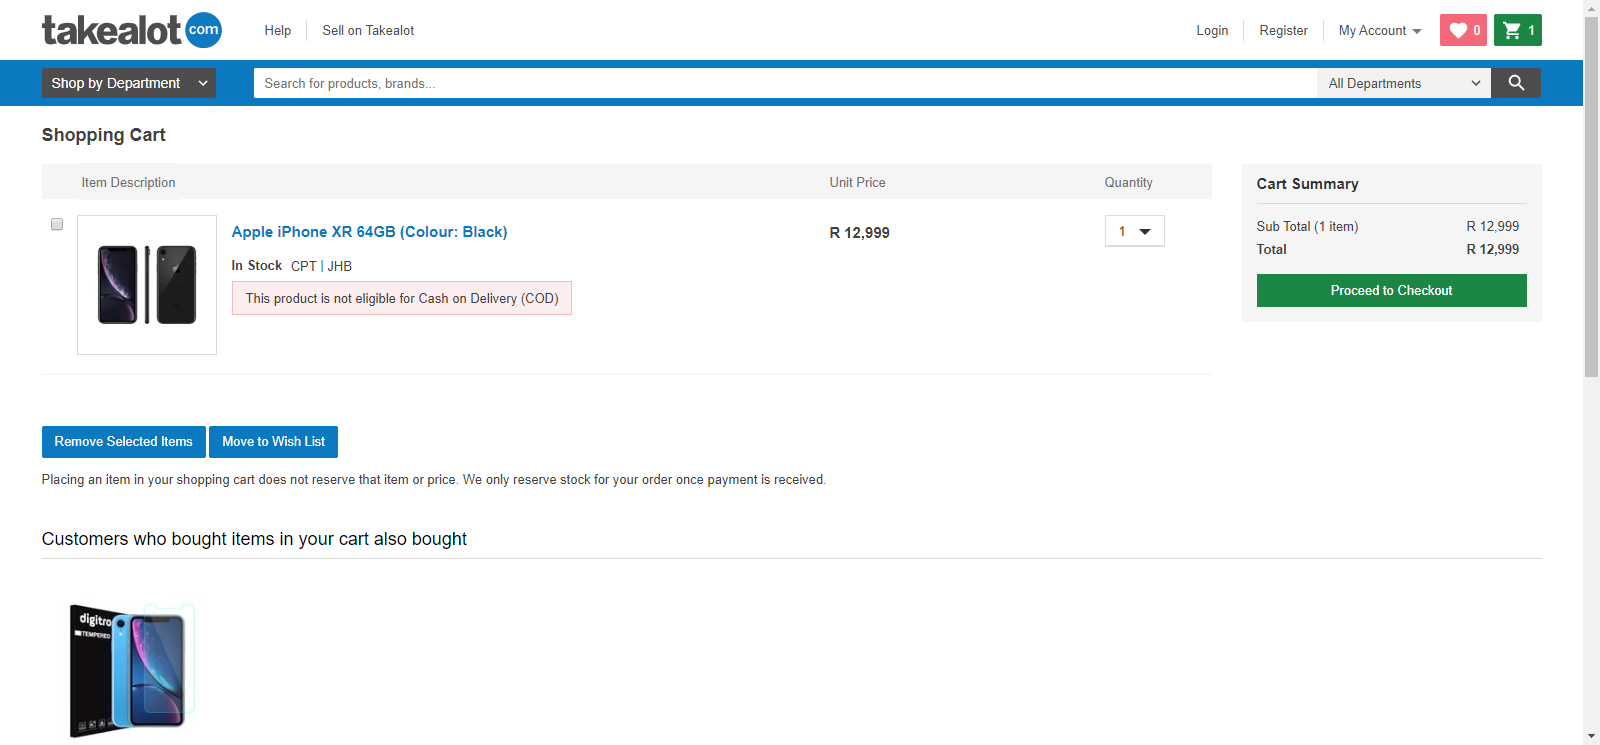 takealot com
Help
Sell on Takealot
Login
Register
My Account
0
1
Shop by Department
Search for products, brands...
All Departments
Shopping Cart
Item Description
Unit Price
Quantity
Apple iPhone XR 64GB (Colour: Black)
R 12,999
1
In Stock CPT | JHB
This product is not eligible for Cash on Delivery (COD)
Cart Summary
Sub Total (1 item) R 12,999
Total R 12,999
Proceed to Checkout
Remove Selected Items
Move to Wish List
Placing an item in your shopping cart does not reserve that item or price. We only reserve stock for your order once payment is received.
Customers who bought items in your cart also bought
digitro
TEMPERED